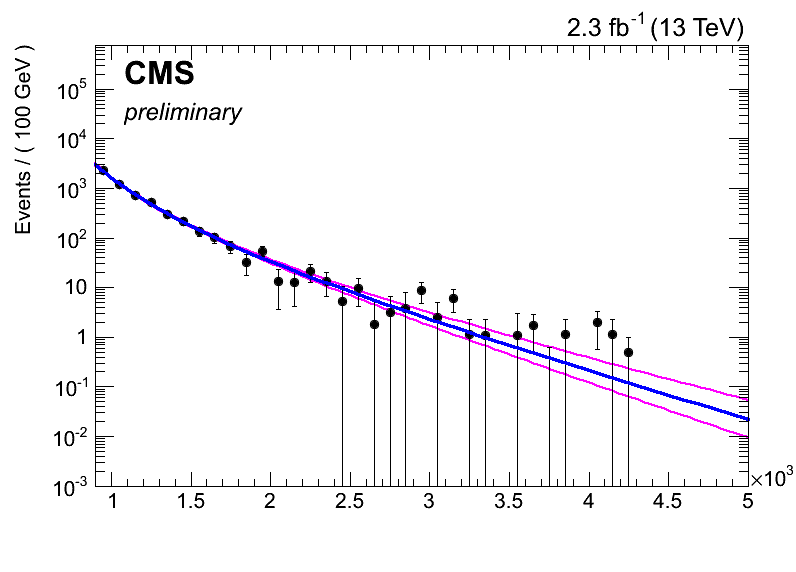 2.3 fb⁻¹ (13 TeV)
CMS
preliminary
Events / ( 100 GeV )
10⁵
10⁴
10³
10²
10
1
10⁻¹
10⁻²
10⁻³
1 1.5 2 2.5 3 3.5 4 4.5 5
×10³